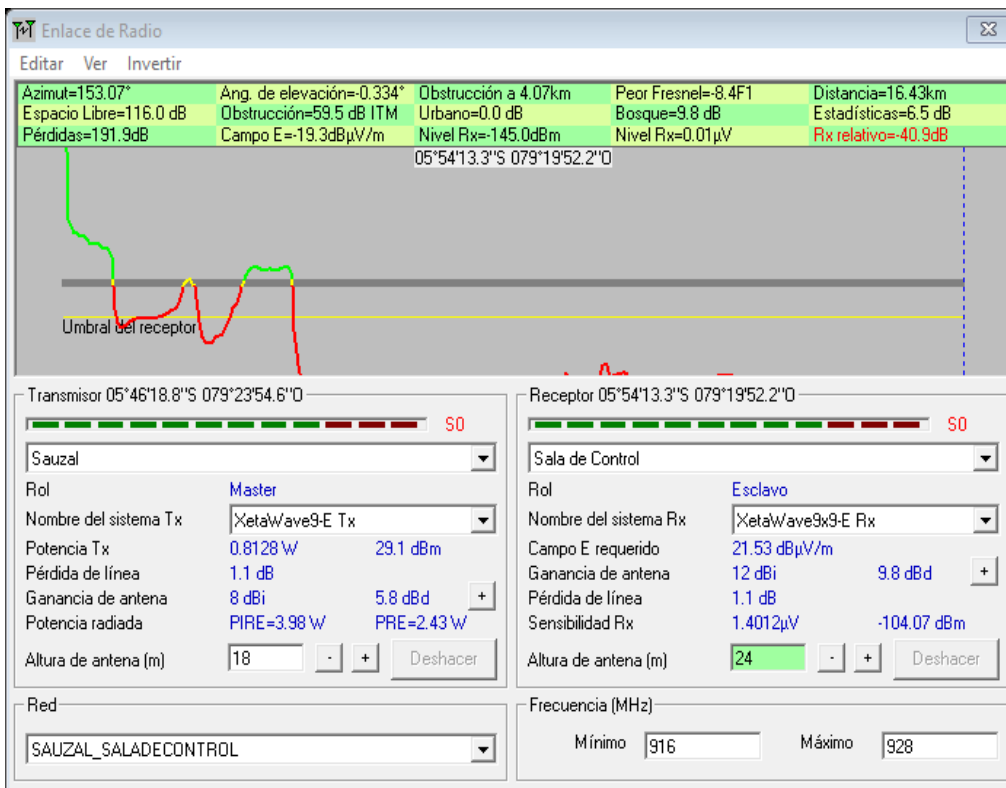 Enlace de Radio
Editar Ver Invertir
Azimut=153.07° Ang. de elevación=-0.334° Obstrucción a 4.07km Peor Fresnel=-8.4F1 Distancia=16.43km
Espacio Libre=116.0 dB Obstrucción=59.5 dB ITM Urbano=0.0 dB Bosque=9.8 dB Estadísticas=6.5 dB
Pérdidas=191.9dB Campo E=-19.3dBµV/m Nivel Rx=-145.0dBm Nivel Rx=0.01µV Rx relativo=-40.9dB
05°54'13.3''S 079°19'52.2''O
Umbral del receptor
Transmisor 05°46'18.8''S 079°23'54.6''O
S0
Sauzal
Rol Master
Nombre del sistema Tx XetaWave9-E Tx
Potencia Tx 0.8128 W 29.1 dBm
Pérdida de línea 1.1 dB
Ganancia de antena 8 dBi 5.8 dBd +
Potencia radiada PIRE=3.98 W PRE=2.43 W
Altura de antena (m) 18 - + Deshacer
Red
SAUZAL_SALADECONTROL
Receptor 05°54'13.3''S 079°19'52.2''O
S0
Sala de Control
Rol Esclavo
Nombre del sistema Rx XetaWave9x9-E Rx
Campo E requerido 21.53 dBµV/m
Ganancia de antena 12 dBi 9.8 dBd +
Pérdida de línea 1.1 dB
Sensibilidad Rx 1.4012µV -104.07 dBm
Altura de antena (m) 24 - + Deshacer
Frecuencia (MHz)
Mínimo 916 Máximo 928